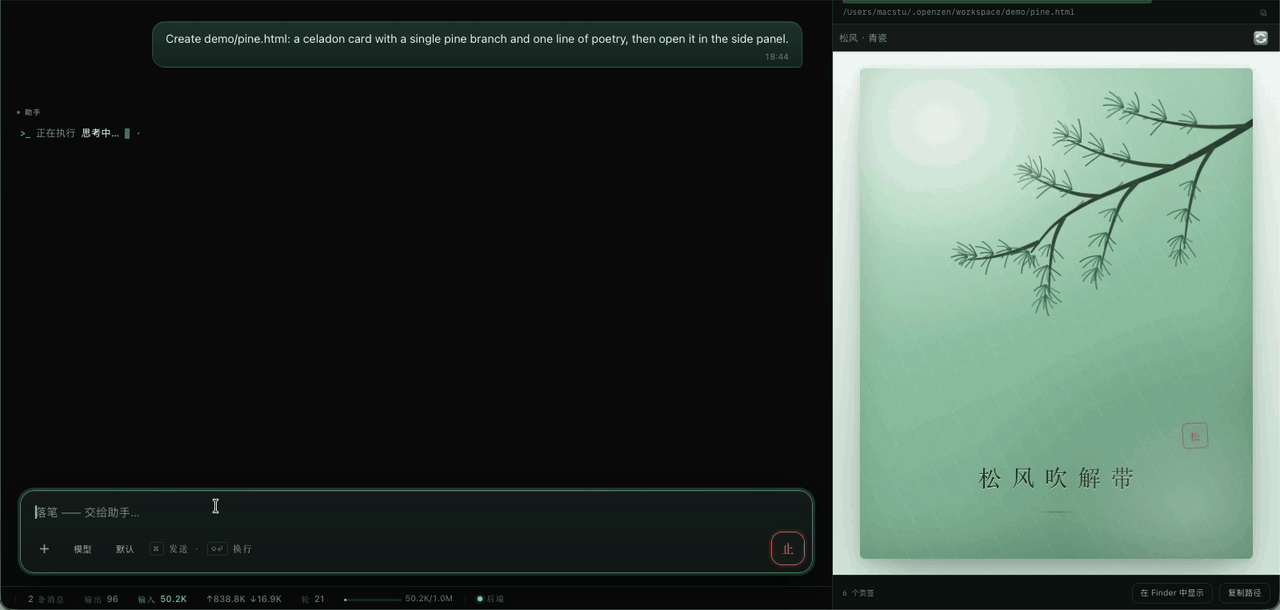 Create demo/pine.html: a celadon card with a single pine branch and one line of poetry, then open it in the side panel.
18:44
助手
>_ 正在执行 思考中...
落笔 —— 交给助手...
+ 模型 默认 ⌘ 发送 · ⇧↵ 换行
止
2 条消息 输出 96 输入 50.2K ↑838.8K ↓16.9K 轮 21 50.2K/1.0M 后端
/Users/macstu/.openzen/workspace/demo/pine.html
松风 · 青瓷
松
松风吹解带
6 个页签 在 Finder 中显示 复制路径